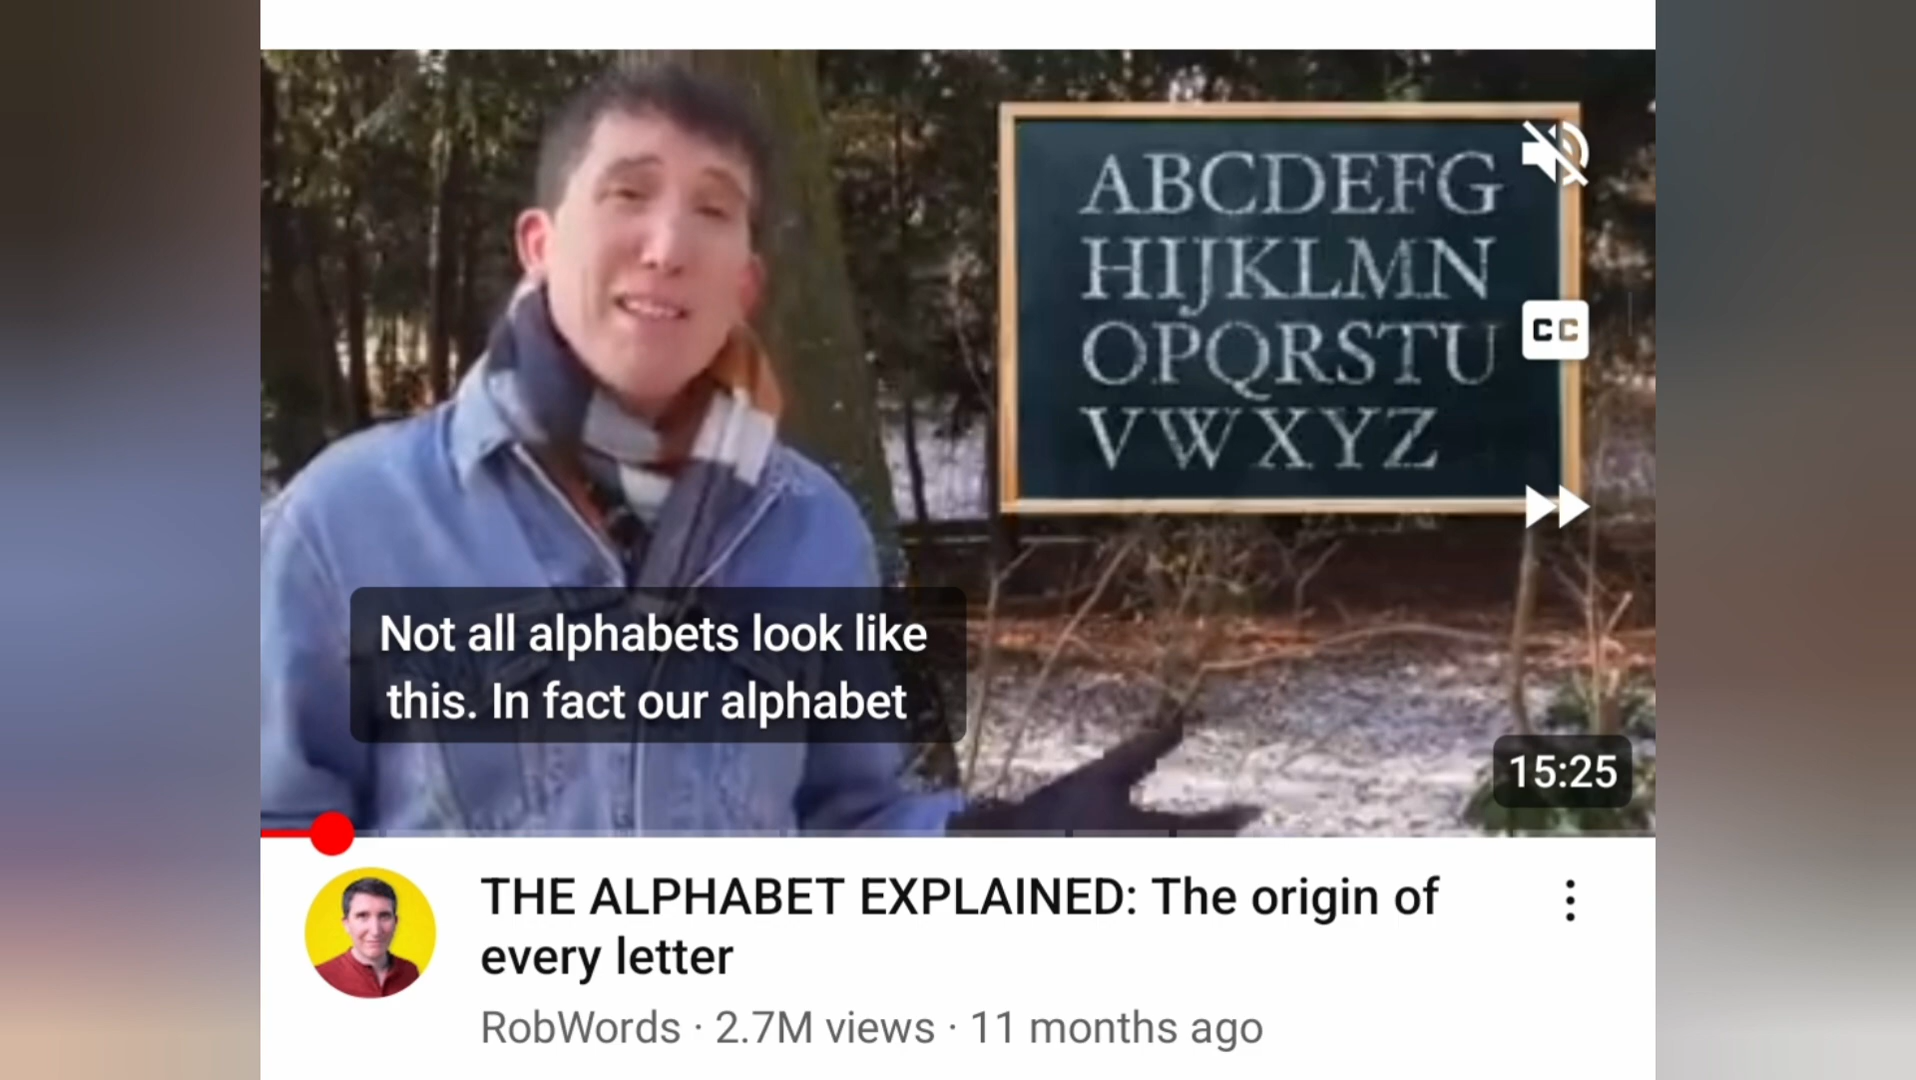 ABCDEFG
HIJKLMN
OPQRSTU
VWXYZ
CC
Not all alphabets look like
this. In fact our alphabet
15:25
THE ALPHABET EXPLAINED: The origin of
every letter
RobWords · 2.7M views · 11 months ago